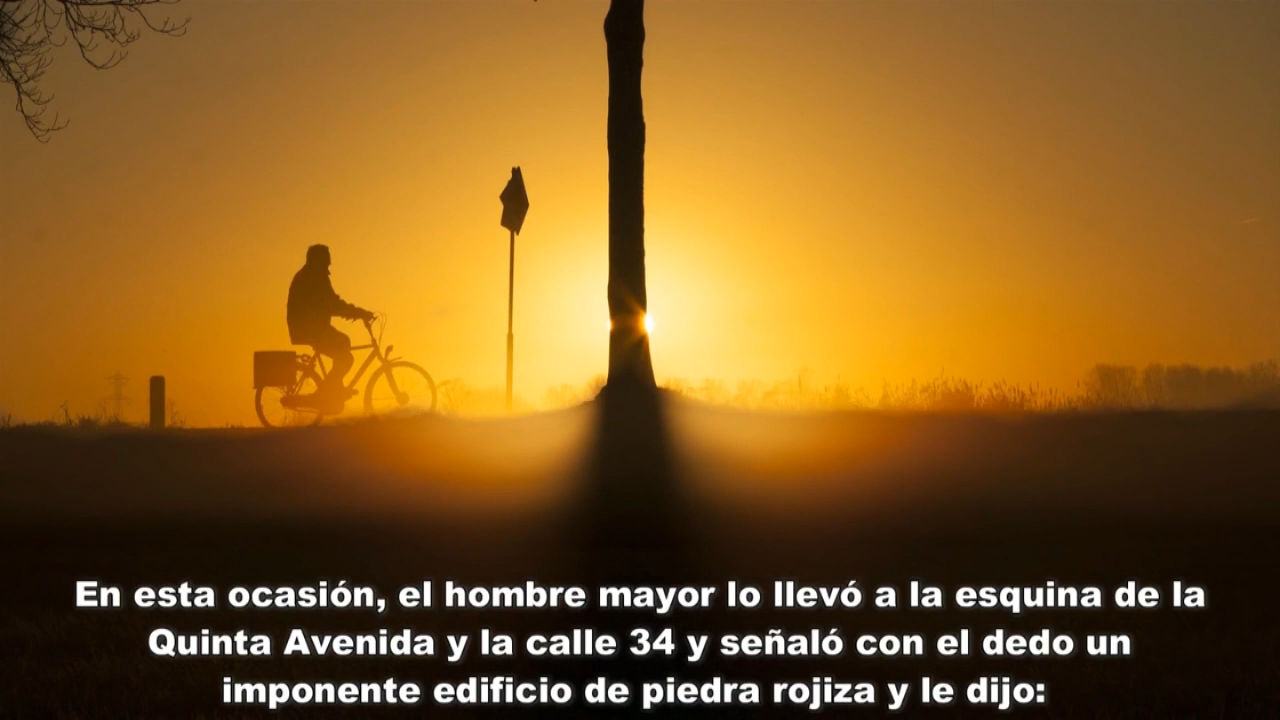 En esta ocasión, el hombre mayor lo llevó a la esquina de la
Quinta Avenida y la calle 34 y señaló con el dedo un
imponente edificio de piedra rojiza y le dijo: